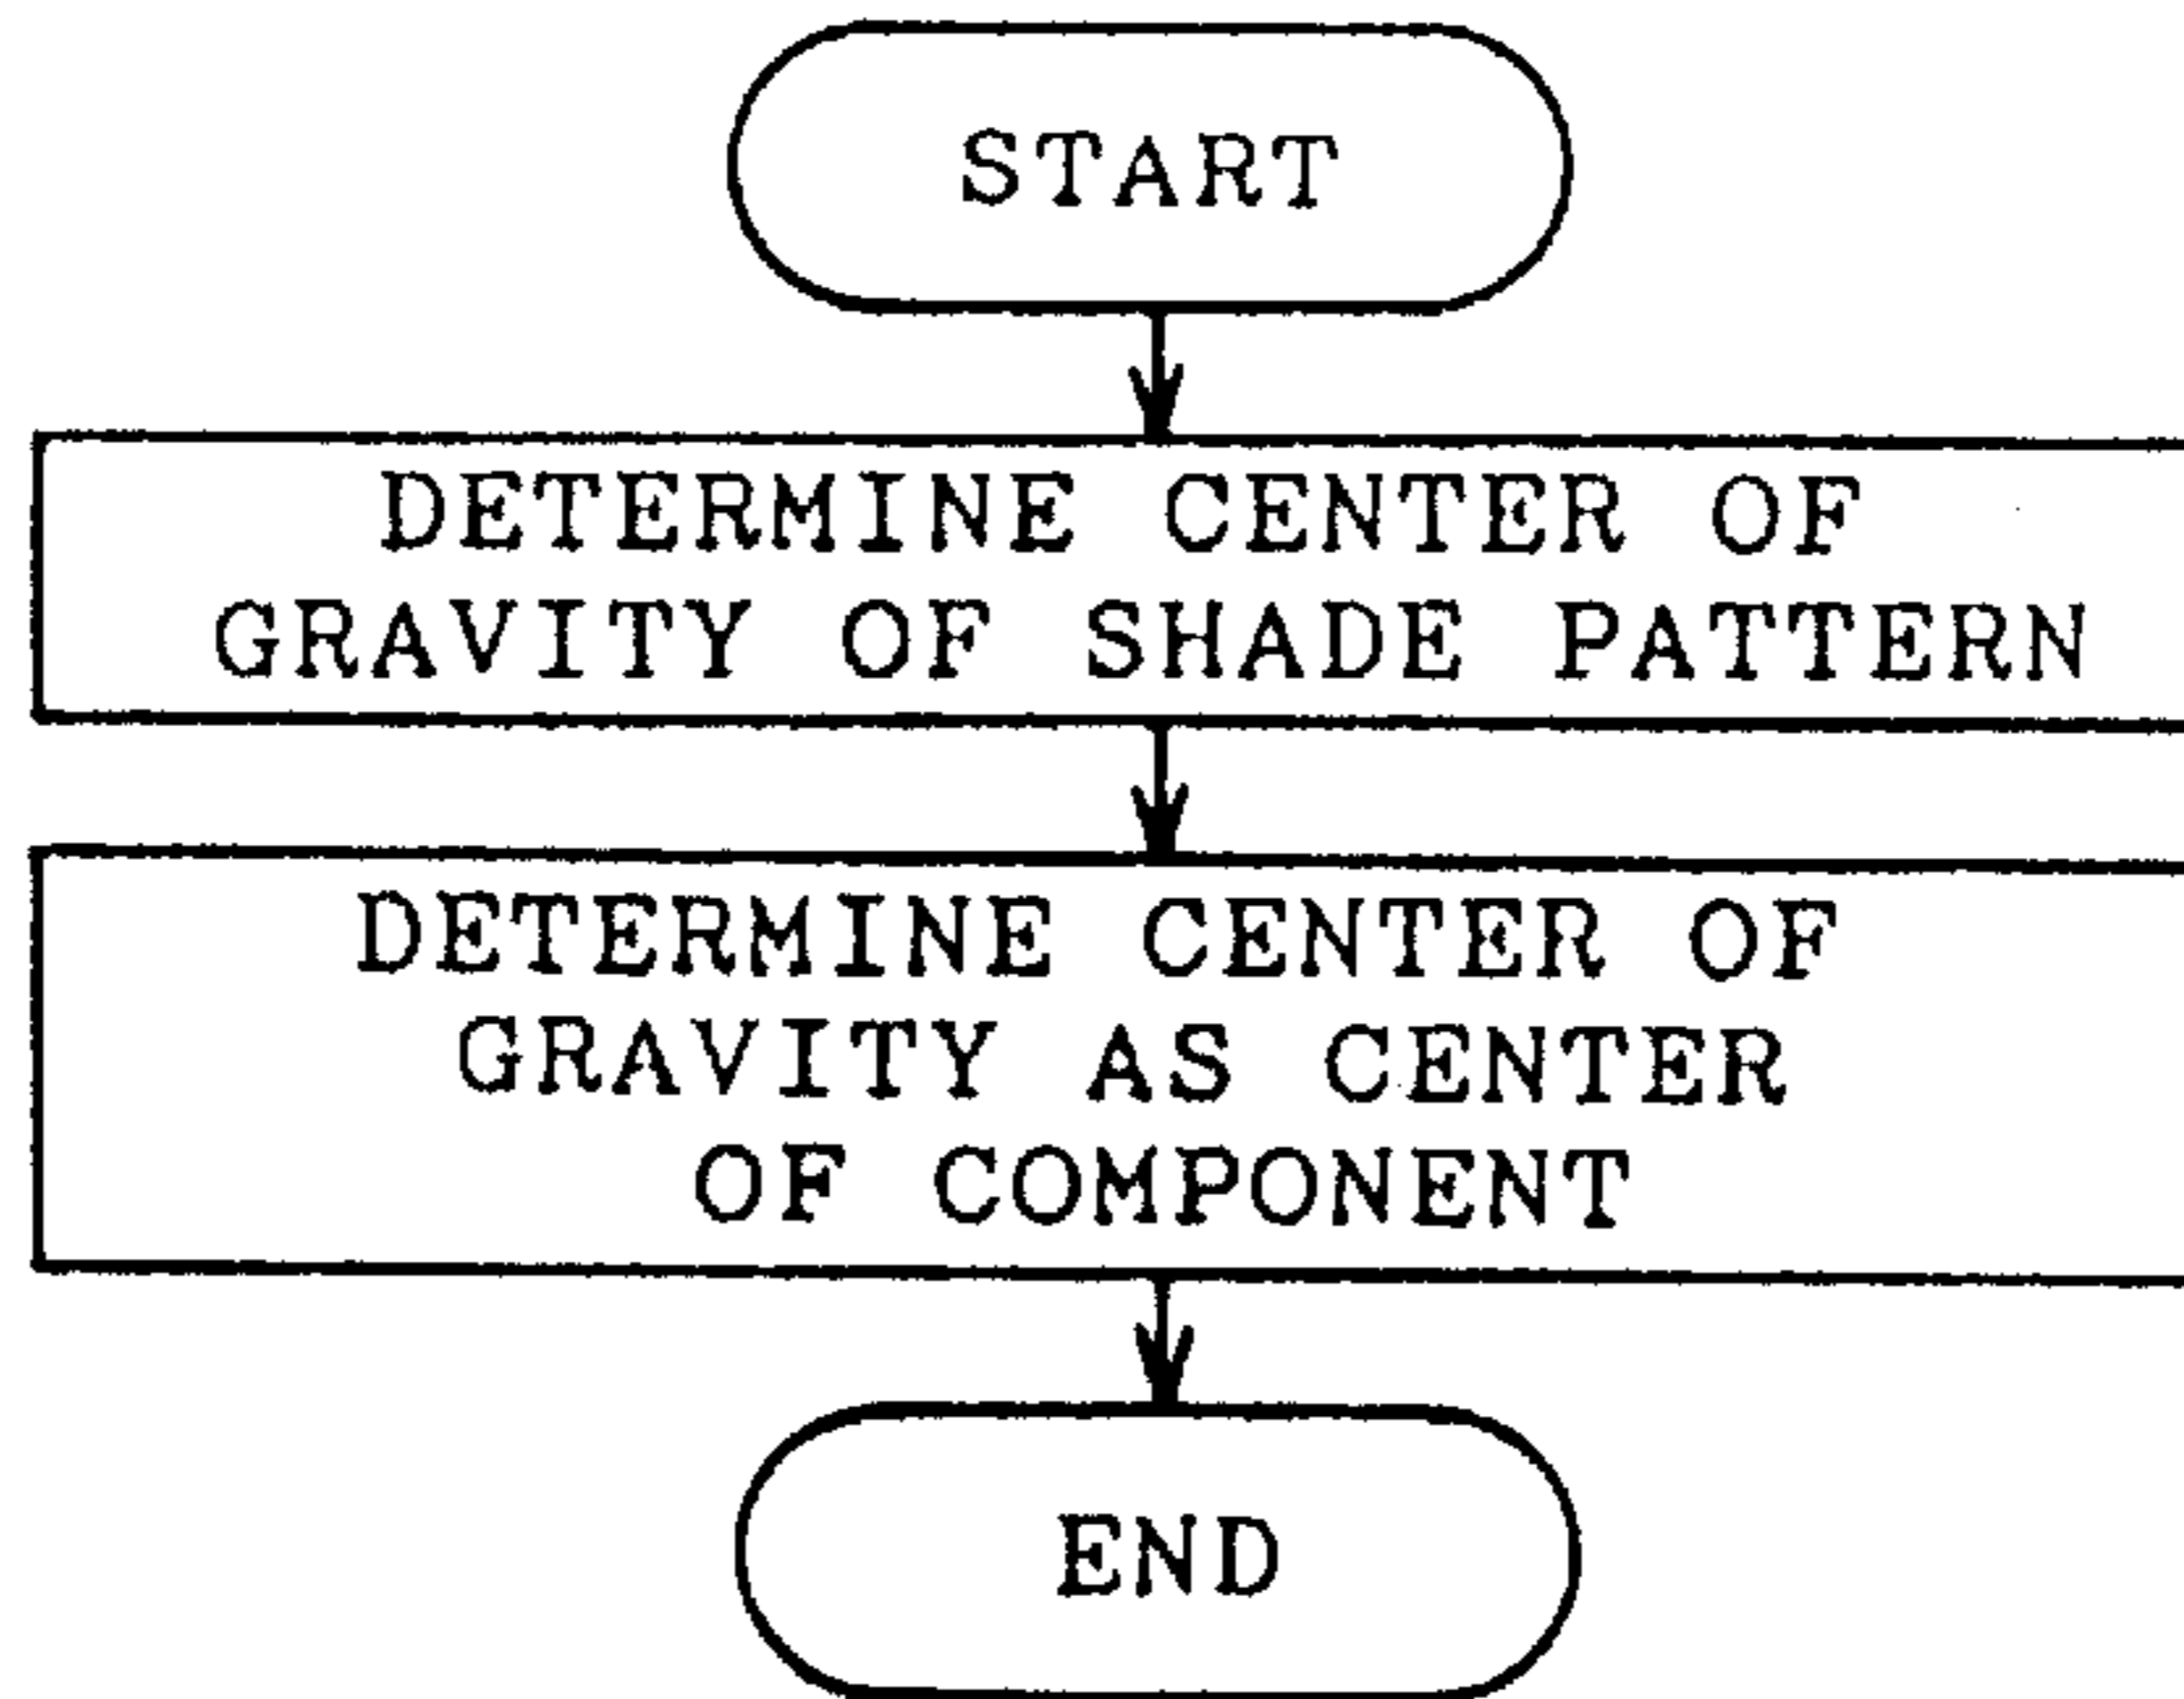 START
DETERMINE CENTER OF
GRAVITY OF SHADE PATTERN
DETERMINE CENTER OF
GRAVITY AS CENTER
OF COMPONENT
END